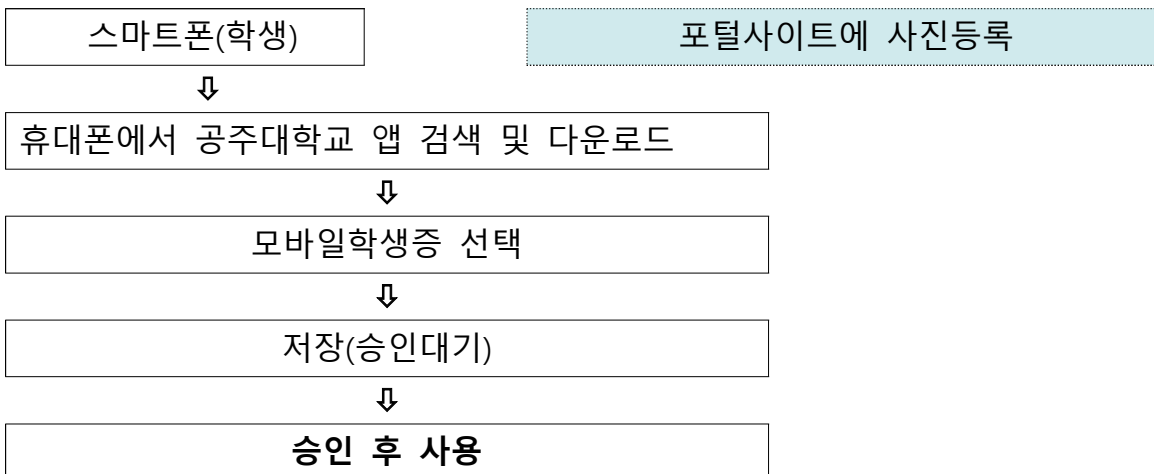 스마트폰(학생)
포털사이트에 사진등록
⇩
휴대폰에서 공주대학교 앱 검색 및 다운로드
⇩
모바일학생증 선택
⇩
저장(승인대기)
⇩
승인 후 사용